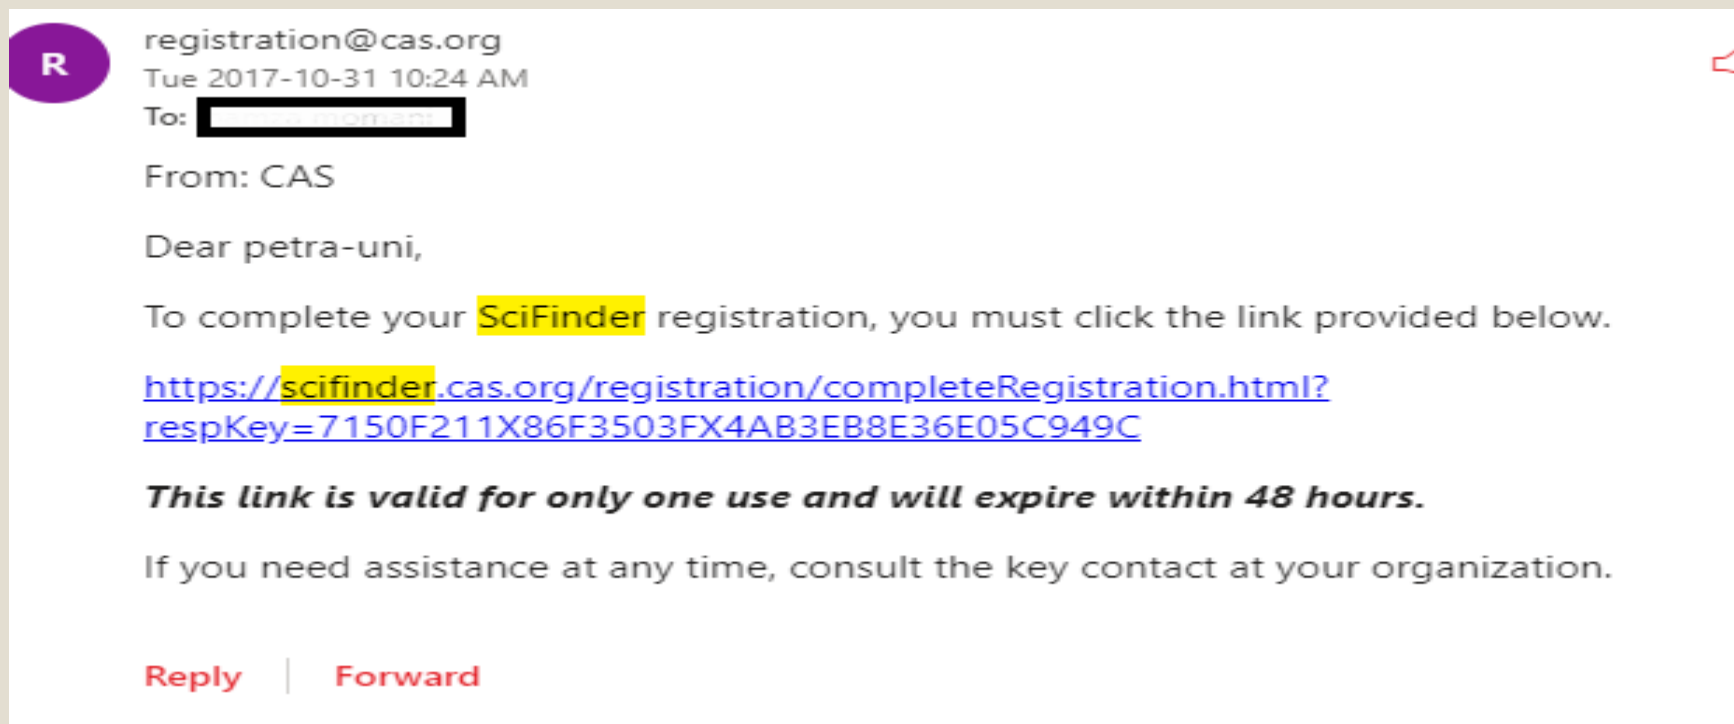 R
registration@cas.org
Tue 2017-10-31 10:24 AM
To:
From: CAS
Dear petra-uni,
To complete your SciFinder registration, you must click the link provided below.
https://scifinder.cas.org/registration/completeRegistration.html?
respKey=7150F211X86F3503FX4AB3EB8E36E05C949C
This link is valid for only one use and will expire within 48 hours.
If you need assistance at any time, consult the key contact at your organization.
Reply | Forward